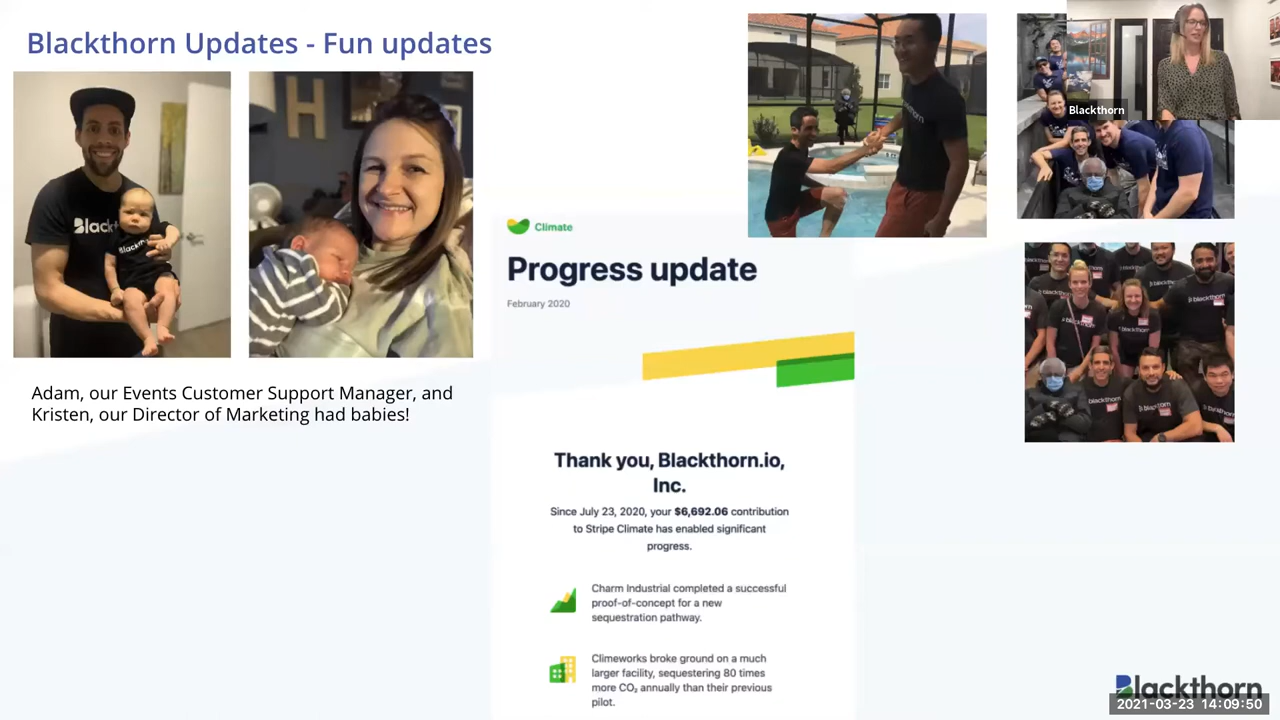 Blackthorn Updates - Fun updates
Blackthorn
H
Adam, our Events Customer Support Manager, and
Kristen, our Director of Marketing had babies!
Climate
Progress update
February 2020
Thank you, Blackthorn.io,
Inc.
Since July 23, 2020, your $6,692.06 contribution
to Stripe Climate has enabled significant
progress.
Charm Industrial completed a successful
proof-of-concept for a new
sequestration pathway.
Climeworks broke ground on a much
larger facility, sequestering 80 times
more CO₂ annually than their previous
pilot.
Blackthorn
2021-03-23 14:09:50